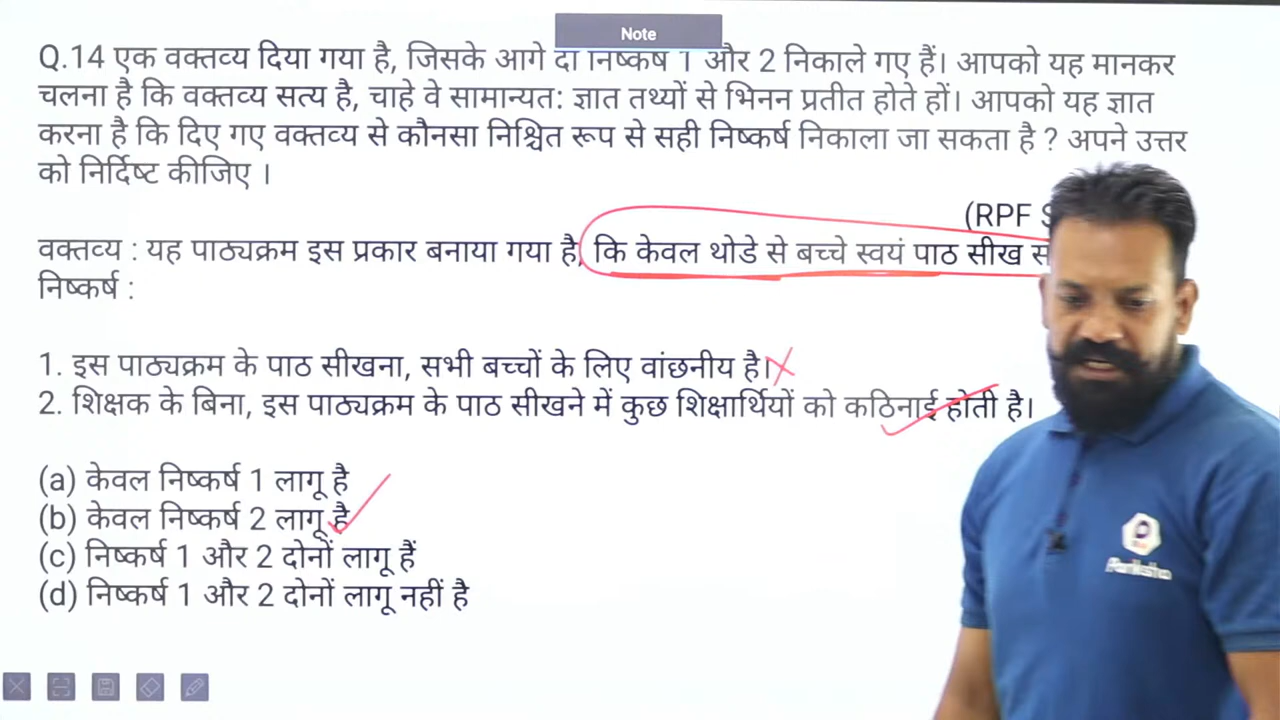 Note
Q.14 एक वक्तव्य दिया गया है, जिसके आगे दो निष्कर्ष 1 और 2 निकाले गए हैं। आपको यह मानकर
चलना है कि वक्तव्य सत्य है, चाहे वे सामान्यत: ज्ञात तथ्यों से भिनन प्रतीत होते हों। आपको यह ज्ञात
करना है कि दिए गए वक्तव्य से कौनसा निश्चित रूप से सही निष्कर्ष निकाला जा सकता है ? अपने उत्तर
को निर्दिष्ट कीजिए ।
(RPF
वक्तव्य : यह पाठ्यक्रम इस प्रकार बनाया गया है, कि केवल थोडे से बच्चे स्वयं पाठ सीख
निष्कर्ष :
1. इस पाठ्यक्रम के पाठ सीखना, सभी बच्चों के लिए वांछनीय है।
2. शिक्षक के बिना, इस पाठ्यक्रम के पाठ सीखने में कुछ शिक्षार्थियों को कठिनाई होती है।
(a) केवल निष्कर्ष 1 लागू है
(b) केवल निष्कर्ष 2 लागू है
(c) निष्कर्ष 1 और 2 दोनों लागू हैं
(d) निष्कर्ष 1 और 2 दोनों लागू नहीं है